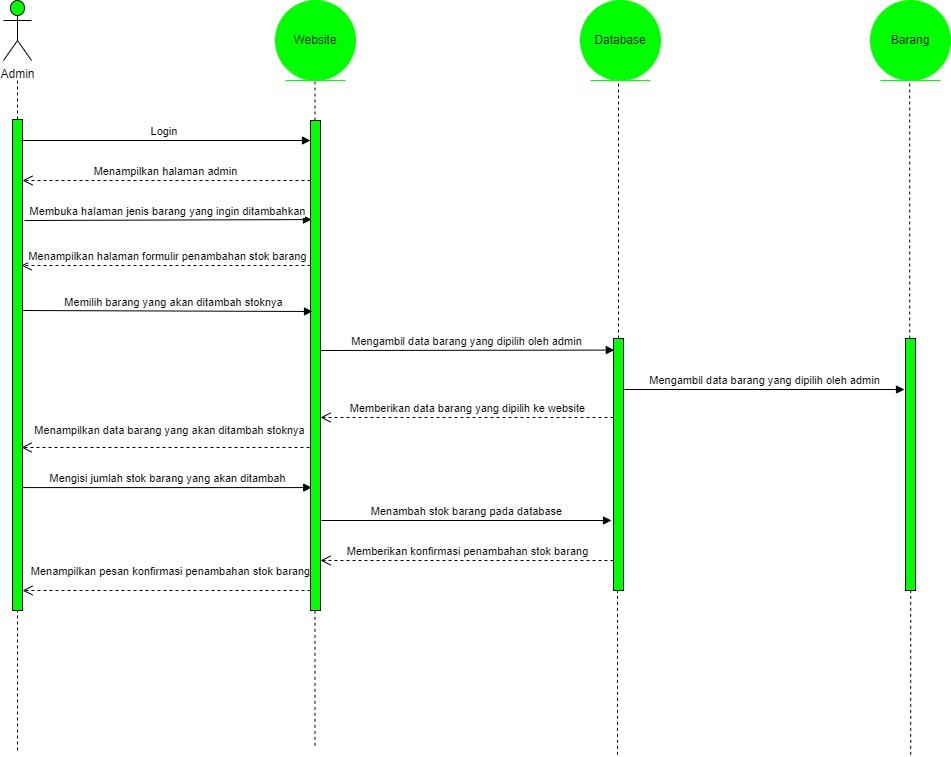 Admin
Website
Database
Barang
Login
Menampilkan halaman admin
Membuka halaman jenis barang yang ingin ditambahkan
Menampilkan halaman formulir penambahan stok barang
Memilih barang yang akan ditambah stoknya
Mengambil data barang yang dipilih oleh admin
Mengambil data barang yang dipilih oleh admin
Memberikan data barang yang dipilih ke website
Menampilkan data barang yang akan ditambah stoknya
Mengisi jumlah stok barang yang akan ditambah
Menambah stok barang pada database
Memberikan konfirmasi penambahan stok barang
Menampilkan pesan konfirmasi penambahan stok barang